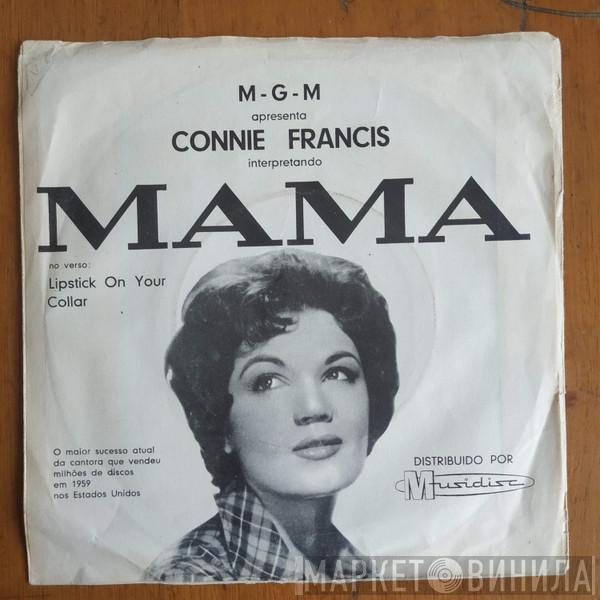 M-G-M
apresenta
CONNIE FRANCIS
interpretando
MAMA
no verso:
Lipstick On Your
Collar
O maior sucesso atual
da cantora que vendeu
milhões de discos
em 1959
nos Estados Unidos
DISTRIBUIDO POR
Musidisc
МАРКЕТ ВИНИЛА